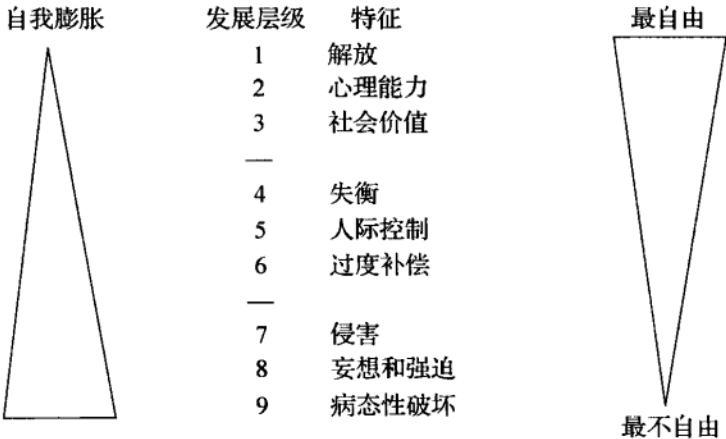 自我膨胀 发展层级 特征 最自由
1 解放
2 心理能力
3 社会价值
—
4 失衡
5 人际控制
6 过度补偿
—
7 侵害
8 妄想和强迫
9 病态性破坏
最不自由